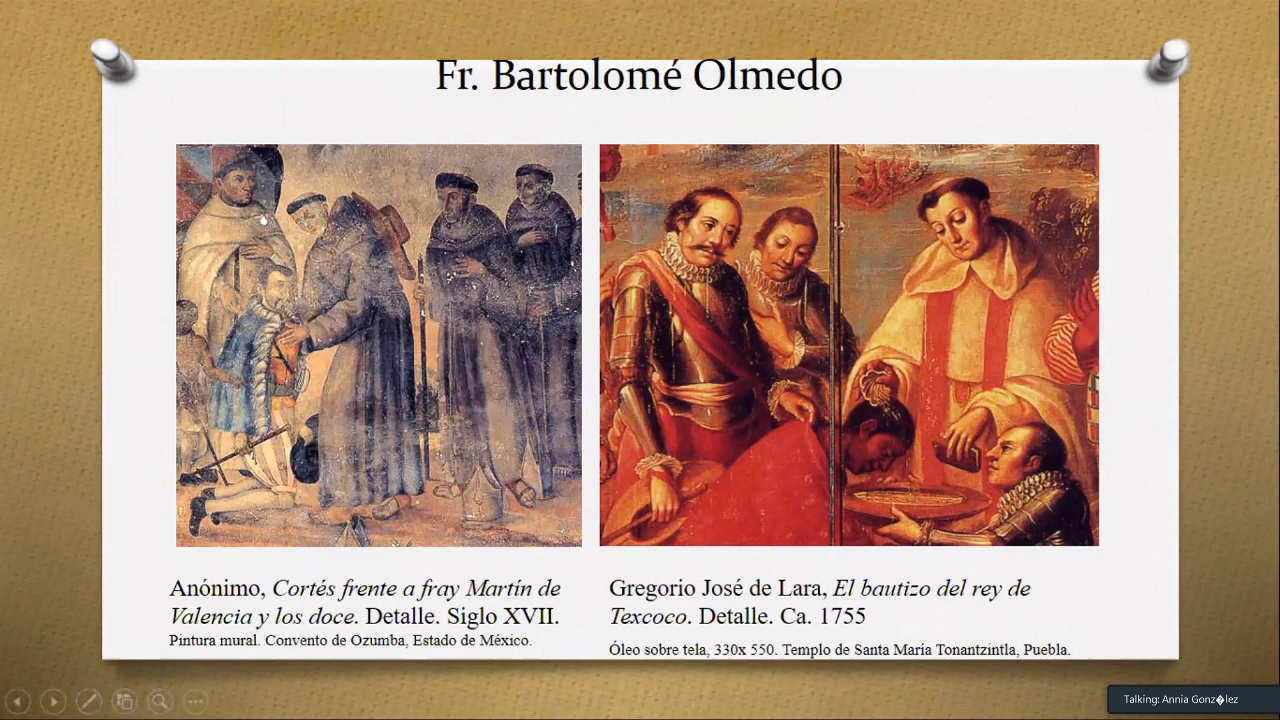 Fr. Bartolomé Olmedo
Anónimo, Cortés frente a fray Martín de
Valencia y los doce. Detalle. Siglo XVII.
Pintura mural. Convento de Ozumba, Estado de México.
Gregorio José de Lara, El bautizo del rey de
Texcoco. Detalle. Ca. 1755
Óleo sobre tela, 330x 550. Templo de Santa María Tonantzintla, Puebla.
Talking: Annia Gonz�lez